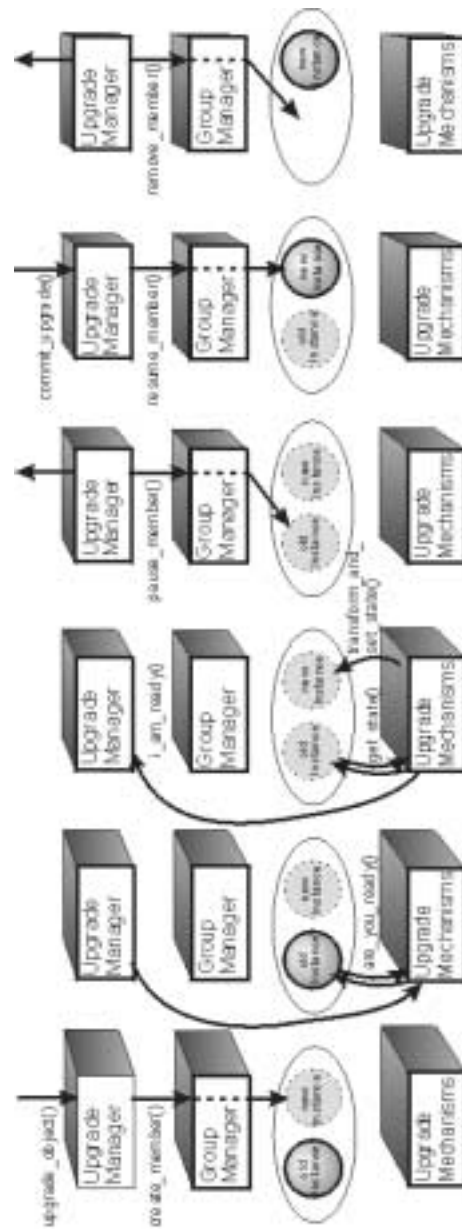 upgrade_object()
Upgrade
Manager
create_member()
Group
Manager
old
instance
new
instance
Upgrade
Mechanisms
Upgrade
Manager
Group
Manager
old
instance
new
instance
are_you_ready()
Upgrade
Mechanisms
Upgrade
Manager
i_am_ready()
Group
Manager
old
instance
new
instance
get_state()
transform_and_
set_state()
Upgrade
Mechanisms
Upgrade
Manager
pause_member()
Group
Manager
old
instance
new
instance
Upgrade
Mechanisms
commit_upgrade()
Upgrade
Manager
resume_member()
Group
Manager
old
instance
new
instance
Upgrade
Mechanisms
Upgrade
Manager
remove_member()
Group
Manager
new
instance
Upgrade
Mechanisms